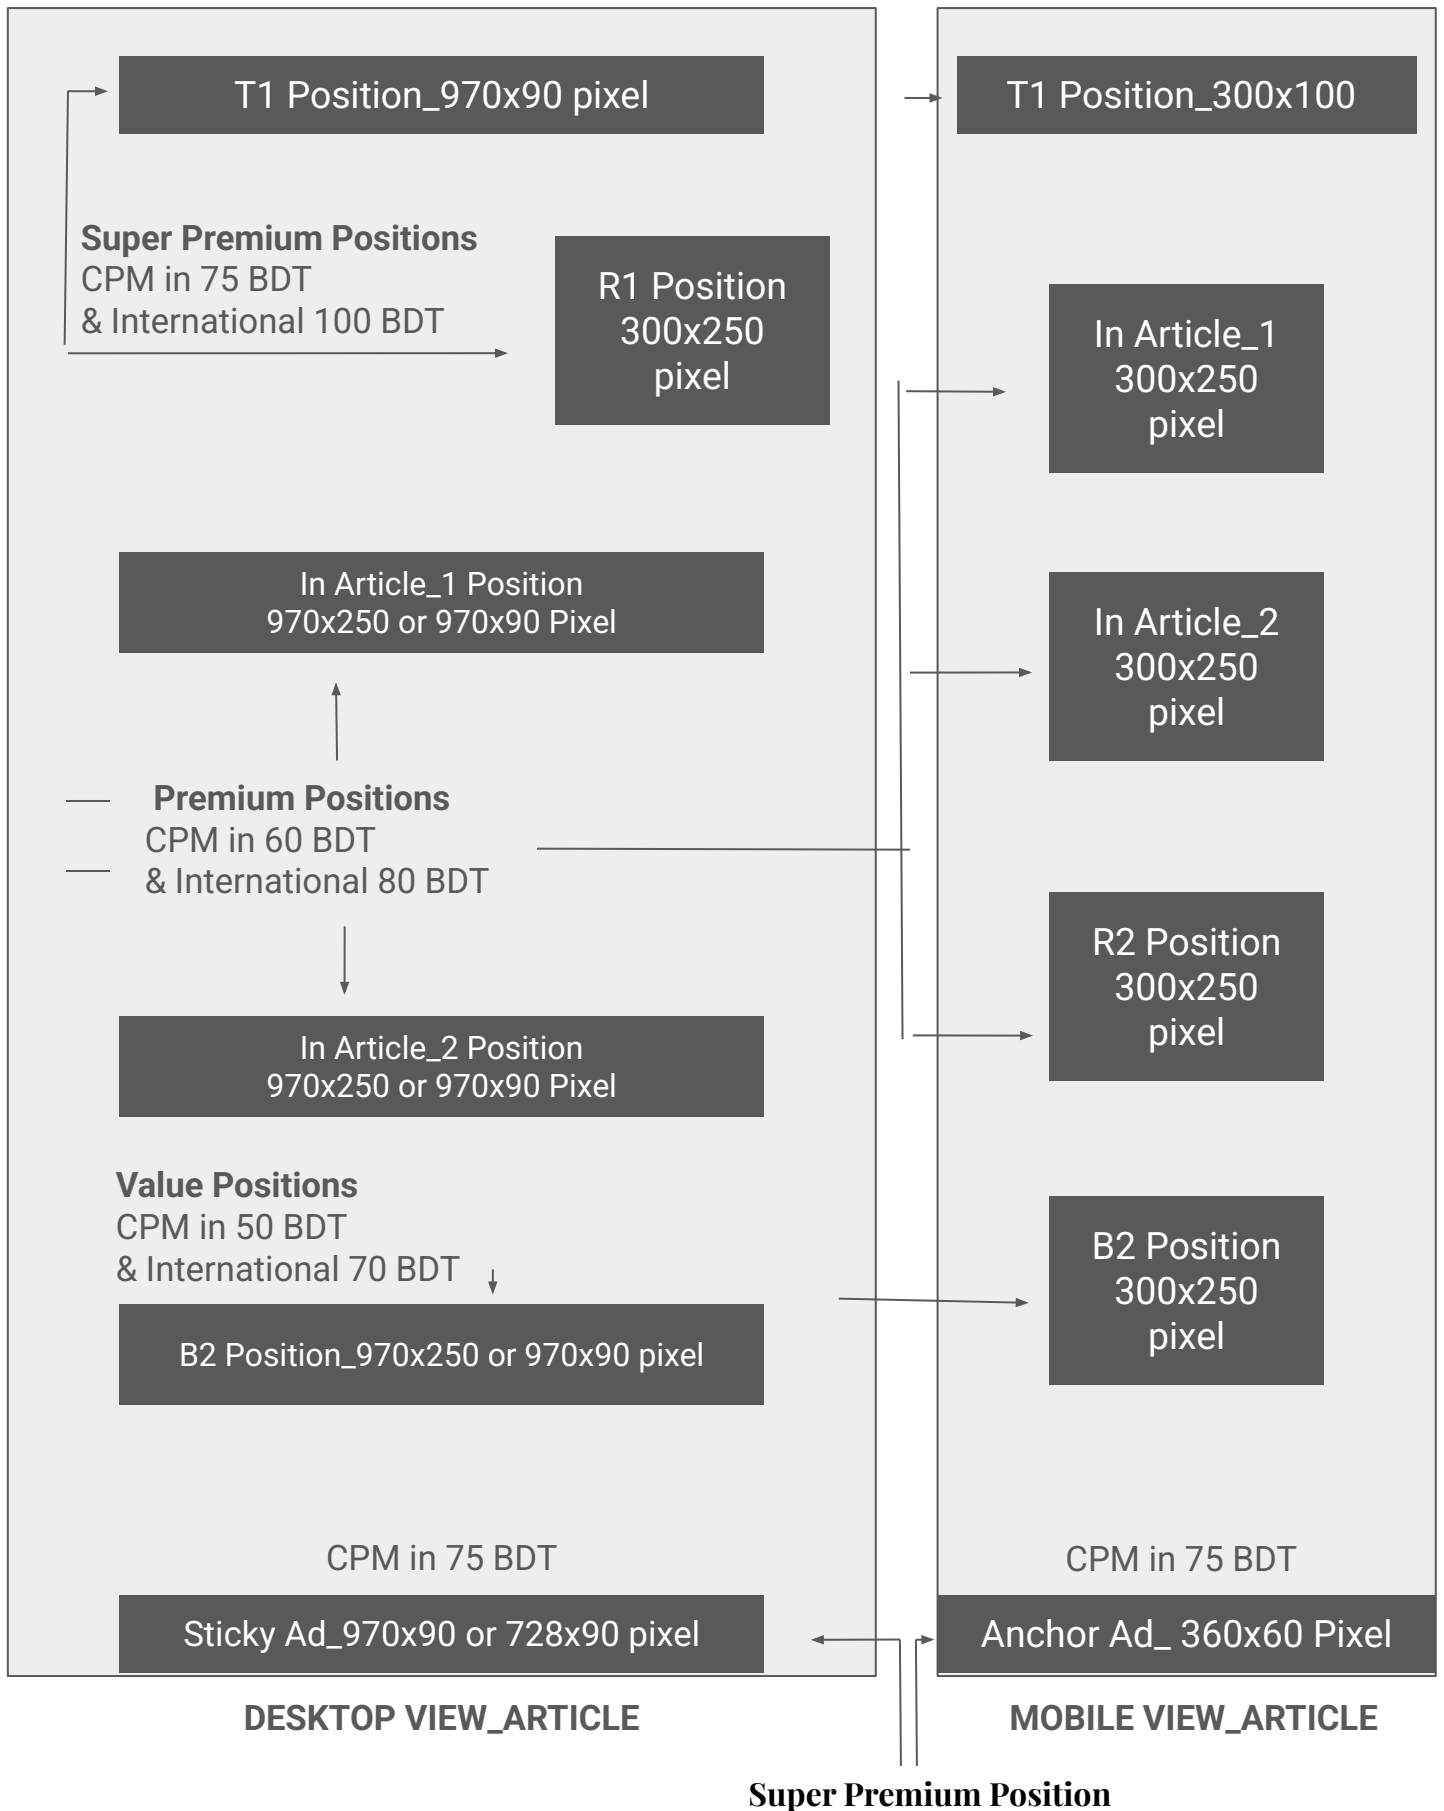 T1 Position_970x90 pixel
Super Premium Positions
CPM in 75 BDT
& International 100 BDT
R1 Position
300x250
pixel
In Article_1 Position
970x250 or 970x90 Pixel
Premium Positions
CPM in 60 BDT
& International 80 BDT
In Article_2 Position
970x250 or 970x90 Pixel
Value Positions
CPM in 50 BDT
& International 70 BDT
B2 Position_970x250 or 970x90 pixel
CPM in 75 BDT
Sticky Ad_970x90 or 728x90 pixel
DESKTOP VIEW_ARTICLE
T1 Position_300x100
In Article_1
300x250
pixel
In Article_2
300x250
pixel
R2 Position
300x250
pixel
B2 Position
300x250
pixel
CPM in 75 BDT
Anchor Ad_ 360x60 Pixel
MOBILE VIEW_ARTICLE
Super Premium Position